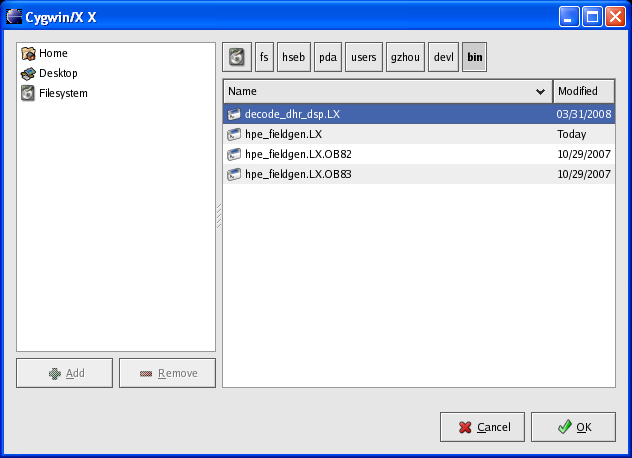 Cygwin/X X
Home
Desktop
Filesystem
Add
Remove
fs hseb pda users gzhou devl bin
Name Modified
decode_dhr_dsp.LX 03/31/2008
hpe_fieldgen.LX Today
hpe_fieldgen.LX.OB82 10/29/2007
hpe_fieldgen.LX.OB83 10/29/2007
Cancel OK